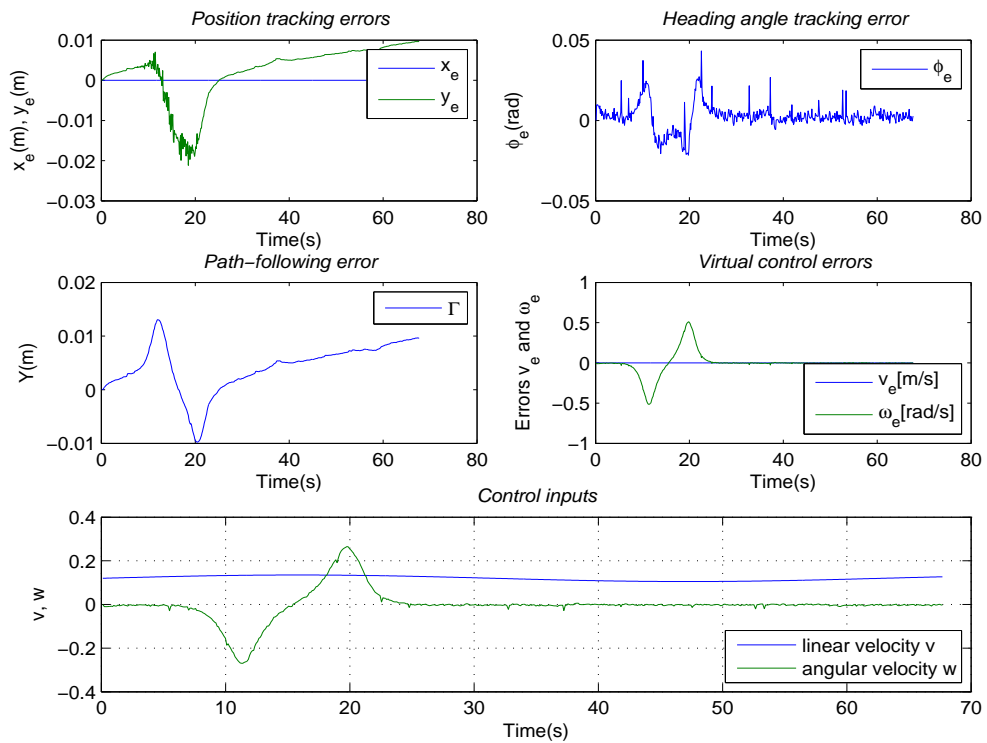 Position tracking errors
0.01
0
−0.01
−0.02
−0.03
x_e(m), y_e(m)
x_e
y_e
0 20 40 60 80
Time(s)
Heading angle tracking error
0.05
0
−0.05
ϕ_e(rad)
ϕ_e
0 20 40 60 80
Time(s)
Path−following error
0.02
0.01
0
−0.01
Y(m)
Γ
0 20 40 60 80
Time(s)
Virtual control errors
1
0.5
0
−0.5
−1
Errors v_e and ω_e
v_e[m/s]
ω_e[rad/s]
0 20 40 60 80
Time(s)
Control inputs
0.4
0.2
0
−0.2
−0.4
v, w
linear velocity v
angular velocity w
0 10 20 30 40 50 60 70
Time(s)